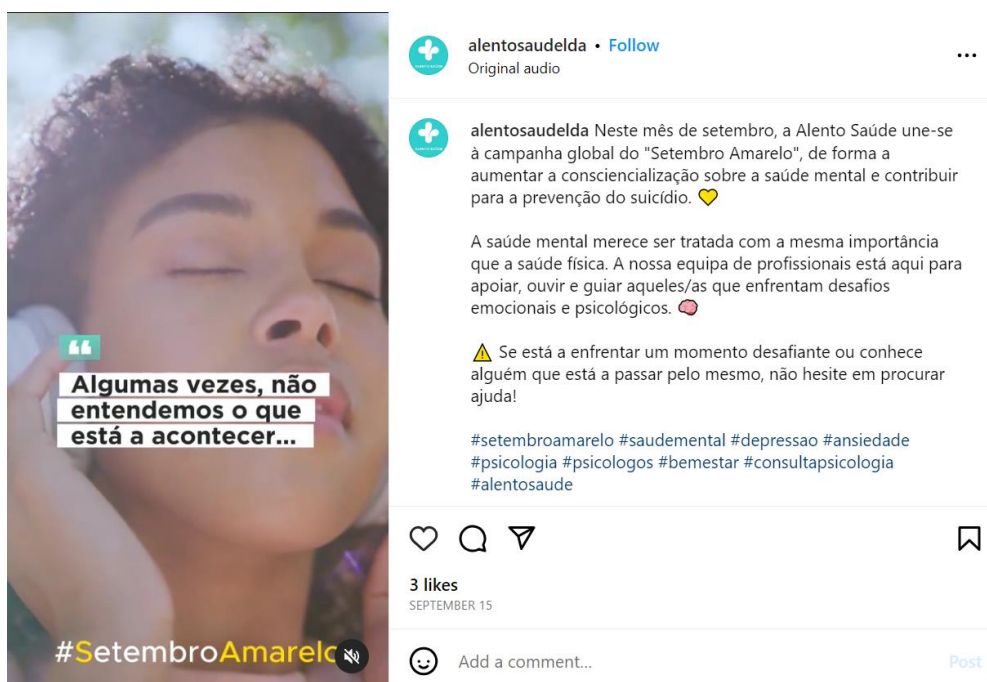 Algumas vezes, não
entendemos o que
está a acontecer...
#SetembroAmarelo
alentosaudelda • Follow
Original audio
alentosaudelda Neste mês de setembro, a Alento Saúde une-se
à campanha global do "Setembro Amarelo", de forma a
aumentar a consciencialização sobre a saúde mental e contribuir
para a prevenção do suicídio. 💛
A saúde mental merece ser tratada com a mesma importância
que a saúde física. A nossa equipa de profissionais está aqui para
apoiar, ouvir e guiar aqueles/as que enfrentam desafios
emocionais e psicológicos. 🧠
⚠️ Se está a enfrentar um momento desafiante ou conhece
alguém que está a passar pelo mesmo, não hesite em procurar
ajuda!
#setembroamarelo #saudemental #depressao #ansiedade
#psicologia #psicologos #bemestar #consultapsicologia
#alentosaude
3 likes
SEPTEMBER 15
Add a comment...
Post